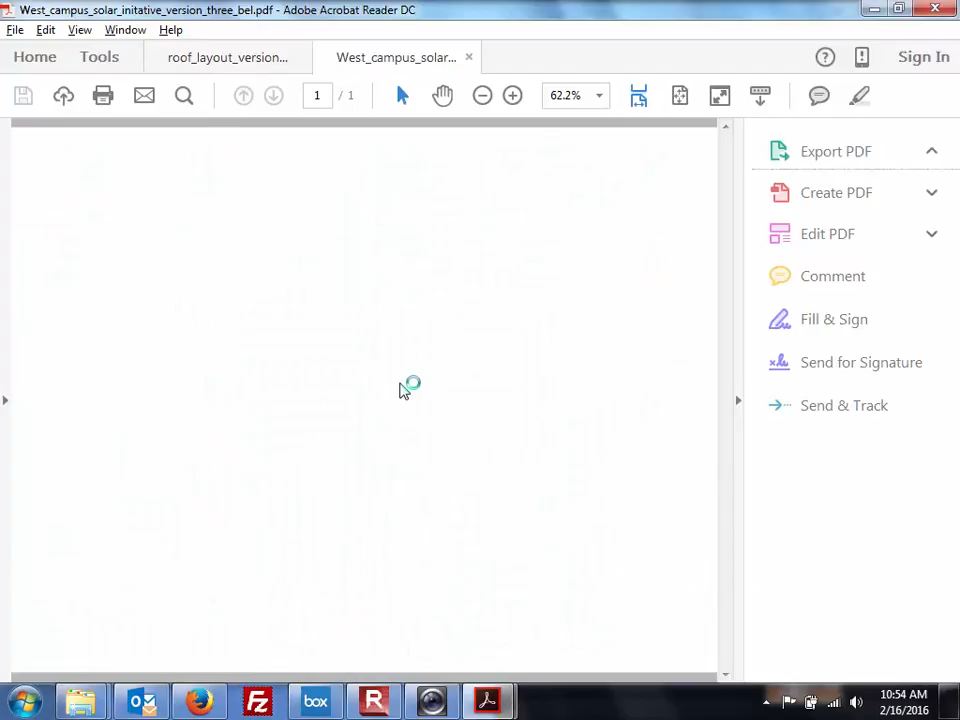 West_campus_solar_initative_version_three_bel.pdf - Adobe Acrobat Reader DC
File Edit View Window Help
Home Tools roof_layout_version... West_campus_solar... × Sign In
1 / 1 62.2%
Export PDF
Create PDF
Edit PDF
Comment
Fill & Sign
Send for Signature
Send & Track
box
10:54 AM
2/16/2016